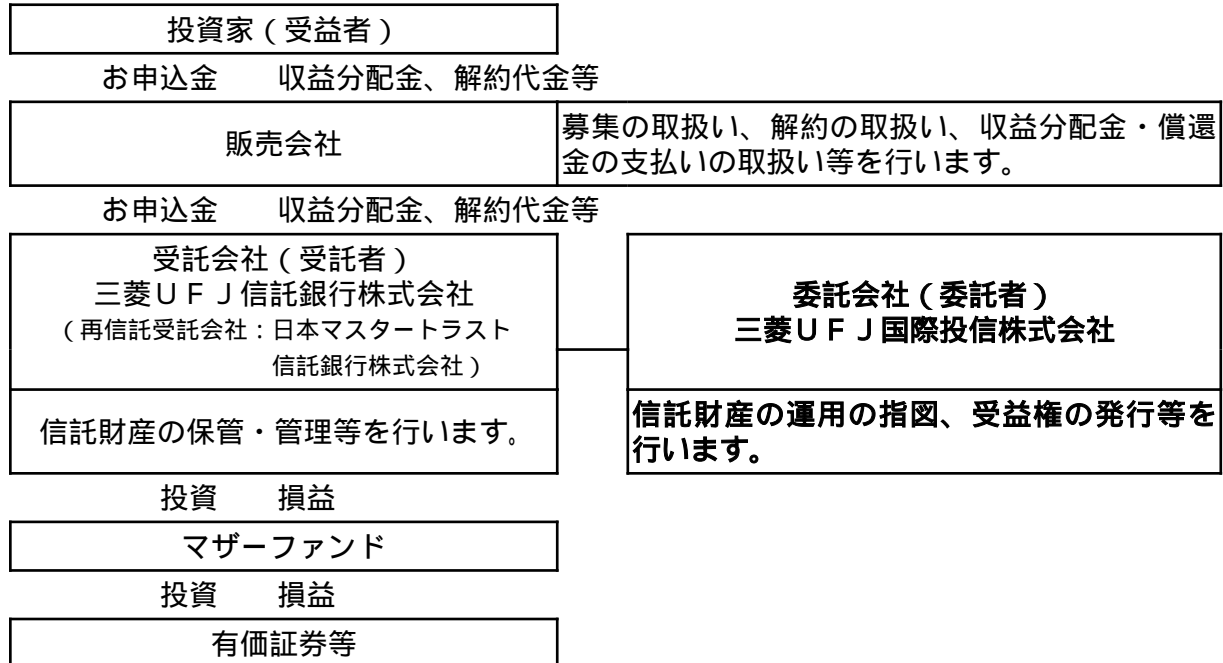 投資家（受益者）
お申込金　収益分配金、解約代金等
販売会社
募集の取扱い、解約の取扱い、収益分配金・償還
金の支払いの取扱い等を行います。
お申込金　収益分配金、解約代金等
受託会社（受託者）
三菱ＵＦＪ信託銀行株式会社
（再信託受託会社：日本マスタートラスト
信託銀行株式会社）
委託会社（委託者）
三菱ＵＦＪ国際投信株式会社
信託財産の保管・管理等を行います。
信託財産の運用の指図、受益権の発行等を
行います。
投資　損益
マザーファンド
投資　損益
有価証券等